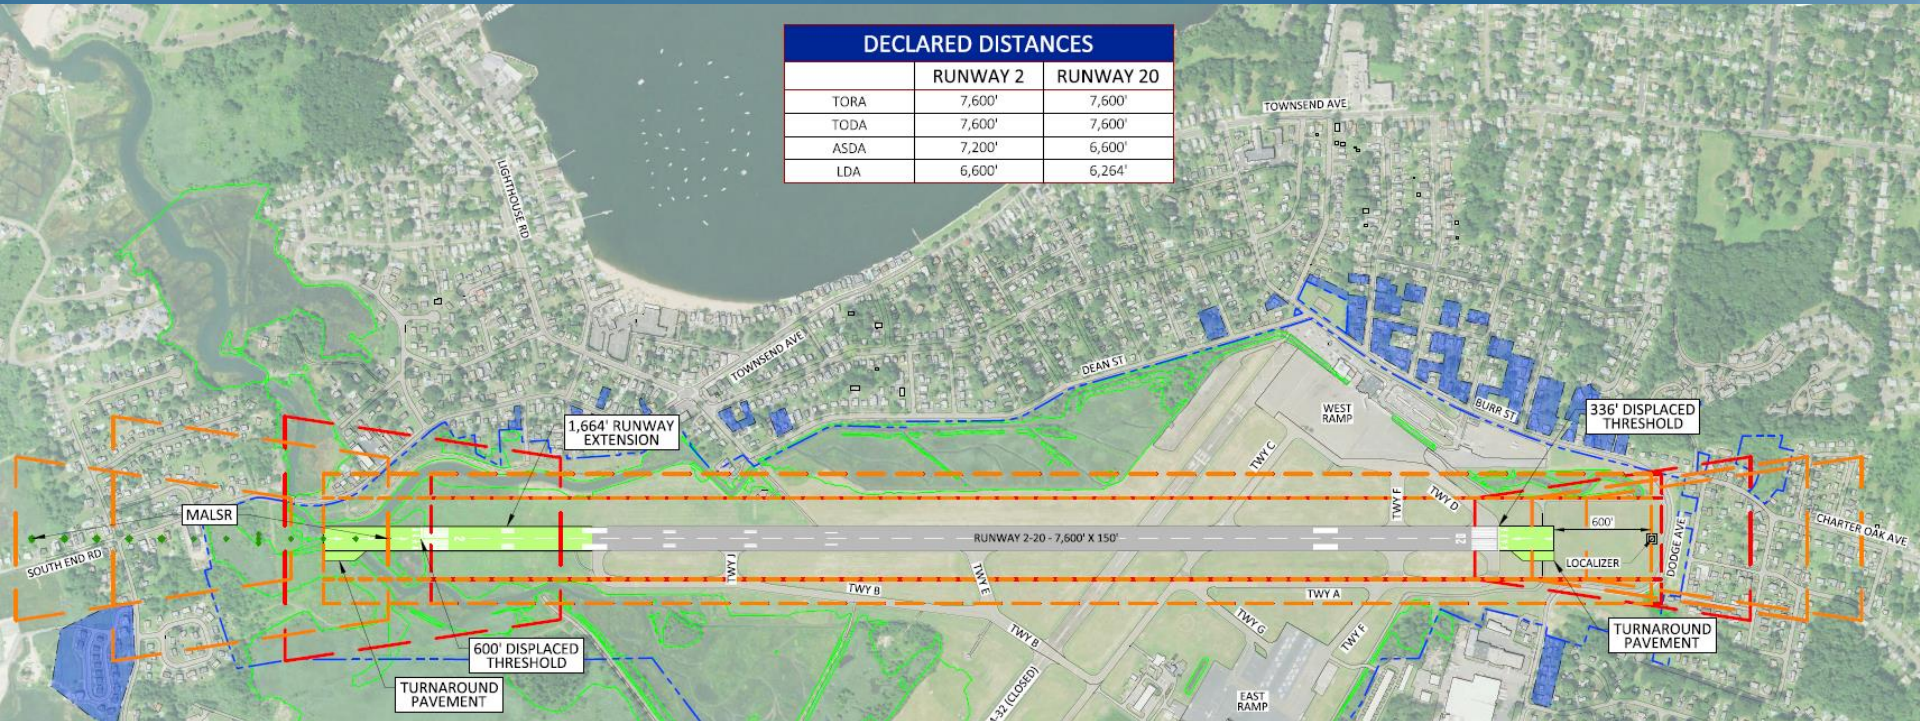 DECLARED DISTANCES
RUNWAY 2 RUNWAY 20
TORA 7,600' 7,600'
TODA 7,600' 7,600'
ASDA 7,200' 6,600'
LDA 6,600' 6,264'
TOWNSEND AVE
LIGHTHOUSE RD
TOWNSEND AVE
DEAN ST
BURR ST
1,664' RUNWAY
EXTENSION
WEST
RAMP
336' DISPLACED
THRESHOLD
TWY C
TWY F
TWY D
MALSR
SOUTH END RD
2
RUNWAY 2-20 - 7,600' X 150'
20
600'
LOCALIZER
DODGE AVE
CHARTER OAK AVE
TWY J
TWY B
TWY E
TWY A
TWY B
TWY G
TWY F
600' DISPLACED
THRESHOLD
TURNAROUND
PAVEMENT
TURNAROUND
PAVEMENT
-32 (CLOSED)
EAST
RAMP